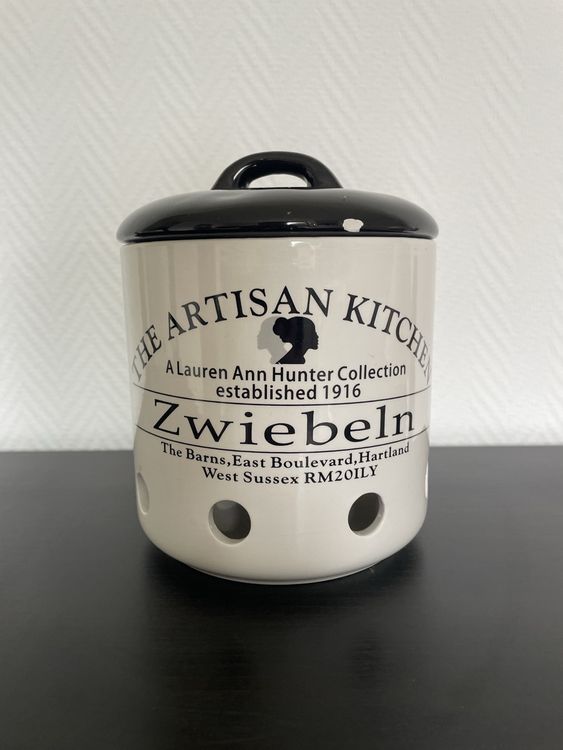 THE ARTISAN KITCHEN
A Lauren Ann Hunter Collection
established 1916
Zwiebeln
The Barns,East Boulevard,Hartland
West Sussex RM20ILY